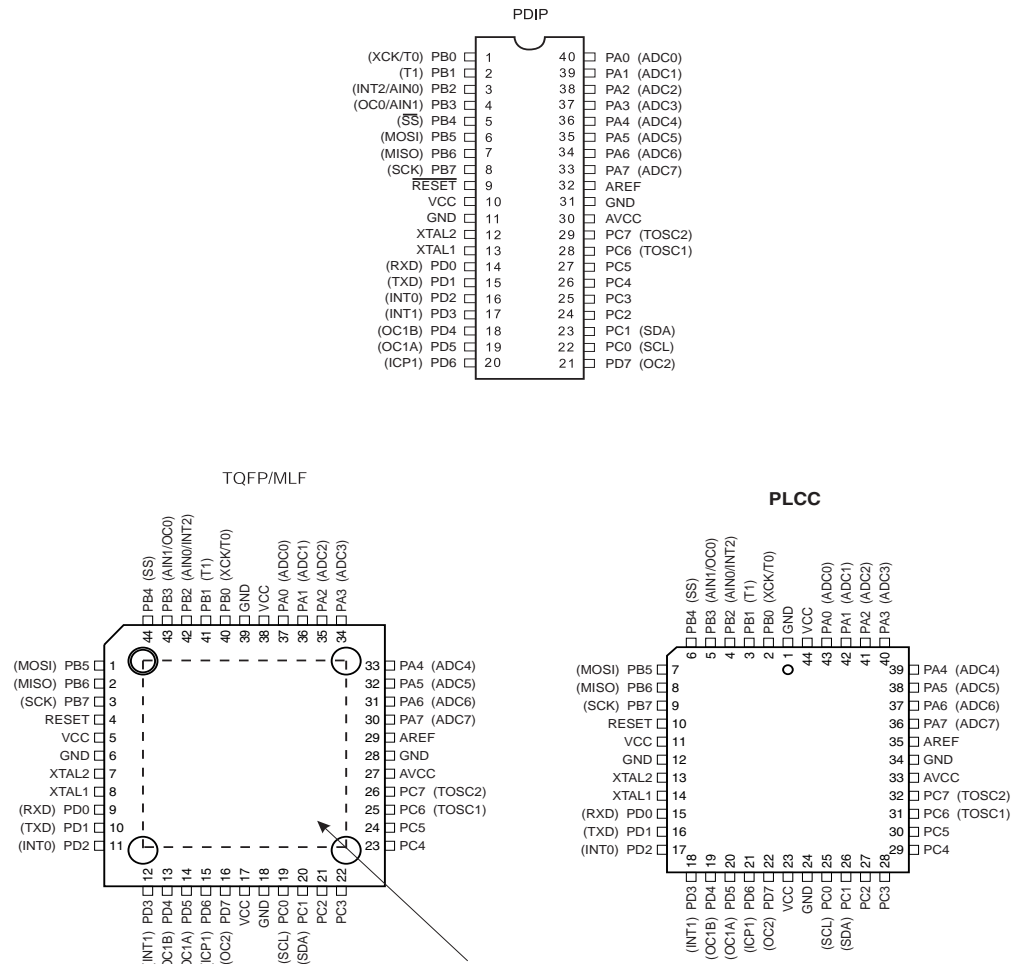 PDIP
(XCK/T0) PB0 1 40 PA0 (ADC0)
(T1) PB1 2 39 PA1 (ADC1)
(INT2/AIN0) PB2 3 38 PA2 (ADC2)
(OC0/AIN1) PB3 4 37 PA3 (ADC3)
(SS) PB4 5 36 PA4 (ADC4)
(MOSI) PB5 6 35 PA5 (ADC5)
(MISO) PB6 7 34 PA6 (ADC6)
(SCK) PB7 8 33 PA7 (ADC7)
RESET 9 32 AREF
VCC 10 31 GND
GND 11 30 AVCC
XTAL2 12 29 PC7 (TOSC2)
XTAL1 13 28 PC6 (TOSC1)
(RXD) PD0 14 27 PC5
(TXD) PD1 15 26 PC4
(INT0) PD2 16 25 PC3
(INT1) PD3 17 24 PC2
(OC1B) PD4 18 23 PC1 (SDA)
(OC1A) PD5 19 22 PC0 (SCL)
(ICP1) PD6 20 21 PD7 (OC2)
TQFP/MLF
PB4 (SS)
PB3 (AIN1/OC0)
PB2 (AIN0/INT2)
PB1 (T1)
PB0 (XCK/T0)
GND
VCC
PA0 (ADC0)
PA1 (ADC1)
PA2 (ADC2)
PA3 (ADC3)
44 43 42 41 40 39 38 37 36 35 34
(MOSI) PB5 1 33 PA4 (ADC4)
(MISO) PB6 2 32 PA5 (ADC5)
(SCK) PB7 3 31 PA6 (ADC6)
RESET 4 30 PA7 (ADC7)
VCC 5 29 AREF
GND 6 28 GND
XTAL2 7 27 AVCC
XTAL1 8 26 PC7 (TOSC2)
(RXD) PD0 9 25 PC6 (TOSC1)
(TXD) PD1 10 24 PC5
(INT0) PD2 11 23 PC4
12 13 14 15 16 17 18 19 20 21 22
(INT1) PD3
(OC1B) PD4
(OC1A) PD5
(ICP1) PD6
(OC2) PD7
VCC
GND
(SCL) PC0
(SDA) PC1
PC2
PC3
PLCC
PB4 (SS)
PB3 (AIN1/OC0)
PB2 (AIN0/INT2)
PB1 (T1)
PB0 (XCK/T0)
GND
VCC
PA0 (ADC0)
PA1 (ADC1)
PA2 (ADC2)
PA3 (ADC3)
6 5 4 3 2 1 44 43 42 41 40
(MOSI) PB5 7 39 PA4 (ADC4)
(MISO) PB6 8 38 PA5 (ADC5)
(SCK) PB7 9 37 PA6 (ADC6)
RESET 10 36 PA7 (ADC7)
VCC 11 35 AREF
GND 12 34 GND
XTAL2 13 33 AVCC
XTAL1 14 32 PC7 (TOSC2)
(RXD) PD0 15 31 PC6 (TOSC1)
(TXD) PD1 16 30 PC5
(INT0) PD2 17 29 PC4
18 19 20 21 22 23 24 25 26 27 28
(INT1) PD3
(OC1B) PD4
(OC1A) PD5
(ICP1) PD6
(OC2) PD7
VCC
GND
(SCL) PC0
(SDA) PC1
PC2
PC3